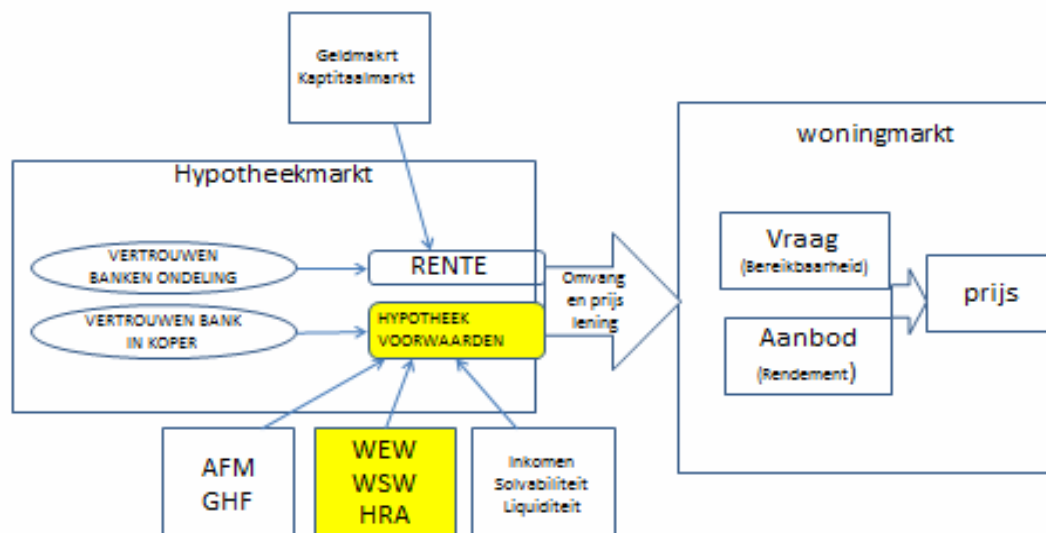 Geldmakrt
Kaptitaalmarkt
woningmarkt
Hypotheekmarkt
VERTROUWEN
BANKEN ONDELING
RENTE
VERTROUWEN BANK
IN KOPER
HYPOTHEEK
VOORWAARDEN
Omvang
en prijs
lening
Vraag
(Bereikbaarheid)
Aanbod
(Rendement)
prijs
AFM
GHF
WEW
WSW
HRA
Inkomen
Solvabiliteit
Liquiditeit